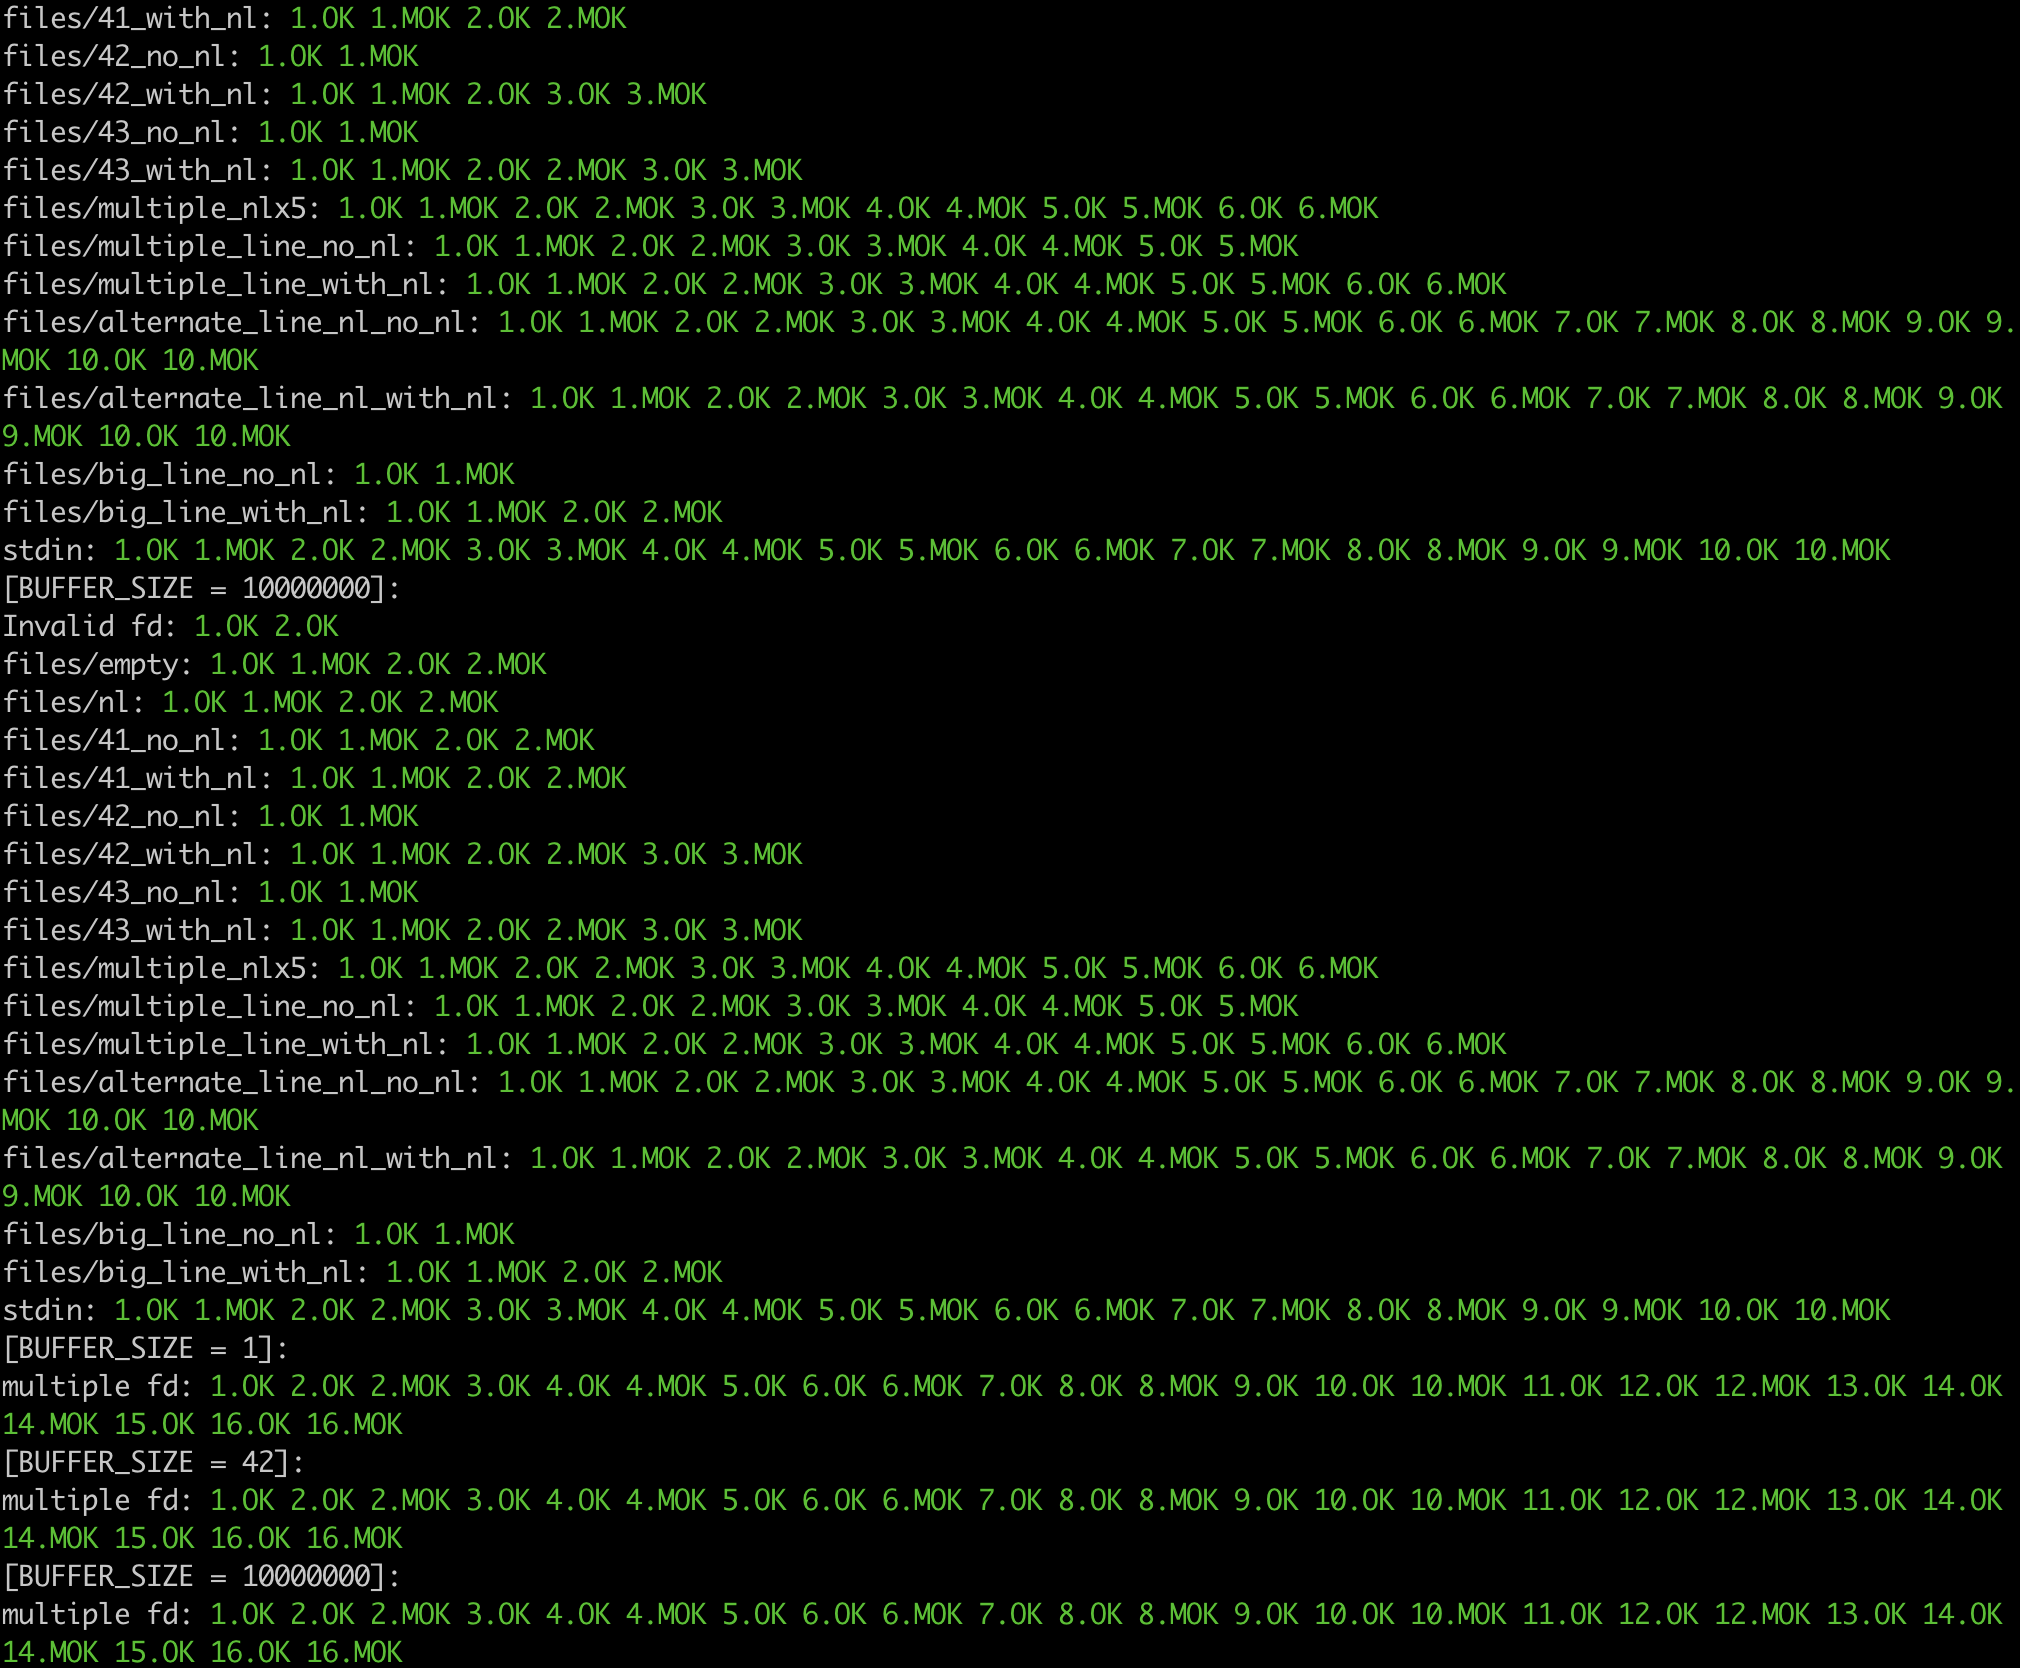 files/41_with_nl: 1.OK 1.MOK 2.OK 2.MOK
files/42_no_nl: 1.OK 1.MOK
files/42_with_nl: 1.OK 1.MOK 2.OK 3.OK 3.MOK
files/43_no_nl: 1.OK 1.MOK
files/43_with_nl: 1.OK 1.MOK 2.OK 2.MOK 3.OK 3.MOK
files/multiple_nlx5: 1.OK 1.MOK 2.OK 2.MOK 3.OK 3.MOK 4.OK 4.MOK 5.OK 5.MOK 6.OK 6.MOK
files/multiple_line_no_nl: 1.OK 1.MOK 2.OK 2.MOK 3.OK 3.MOK 4.OK 4.MOK 5.OK 5.MOK
files/multiple_line_with_nl: 1.OK 1.MOK 2.OK 2.MOK 3.OK 3.MOK 4.OK 4.MOK 5.OK 5.MOK 6.OK 6.MOK
files/alternate_line_nl_no_nl: 1.OK 1.MOK 2.OK 2.MOK 3.OK 3.MOK 4.OK 4.MOK 5.OK 5.MOK 6.OK 6.MOK 7.OK 7.MOK 8.OK 8.MOK 9.OK 9.
MOK 10.OK 10.MOK
files/alternate_line_nl_with_nl: 1.OK 1.MOK 2.OK 2.MOK 3.OK 3.MOK 4.OK 4.MOK 5.OK 5.MOK 6.OK 6.MOK 7.OK 7.MOK 8.OK 8.MOK 9.OK
9.MOK 10.OK 10.MOK
files/big_line_no_nl: 1.OK 1.MOK
files/big_line_with_nl: 1.OK 1.MOK 2.OK 2.MOK
stdin: 1.OK 1.MOK 2.OK 2.MOK 3.OK 3.MOK 4.OK 4.MOK 5.OK 5.MOK 6.OK 6.MOK 7.OK 7.MOK 8.OK 8.MOK 9.OK 9.MOK 10.OK 10.MOK
[BUFFER_SIZE = 10000000]:
Invalid fd: 1.OK 2.OK
files/empty: 1.OK 1.MOK 2.OK 2.MOK
files/nl: 1.OK 1.MOK 2.OK 2.MOK
files/41_no_nl: 1.OK 1.MOK 2.OK 2.MOK
files/41_with_nl: 1.OK 1.MOK 2.OK 2.MOK
files/42_no_nl: 1.OK 1.MOK
files/42_with_nl: 1.OK 1.MOK 2.OK 2.MOK 3.OK 3.MOK
files/43_no_nl: 1.OK 1.MOK
files/43_with_nl: 1.OK 1.MOK 2.OK 2.MOK 3.OK 3.MOK
files/multiple_nlx5: 1.OK 1.MOK 2.OK 2.MOK 3.OK 3.MOK 4.OK 4.MOK 5.OK 5.MOK 6.OK 6.MOK
files/multiple_line_no_nl: 1.OK 1.MOK 2.OK 2.MOK 3.OK 3.MOK 4.OK 4.MOK 5.OK 5.MOK
files/multiple_line_with_nl: 1.OK 1.MOK 2.OK 2.MOK 3.OK 3.MOK 4.OK 4.MOK 5.OK 5.MOK 6.OK 6.MOK
files/alternate_line_nl_no_nl: 1.OK 1.MOK 2.OK 2.MOK 3.OK 3.MOK 4.OK 4.MOK 5.OK 5.MOK 6.OK 6.MOK 7.OK 7.MOK 8.OK 8.MOK 9.OK 9.
MOK 10.OK 10.MOK
files/alternate_line_nl_with_nl: 1.OK 1.MOK 2.OK 2.MOK 3.OK 3.MOK 4.OK 4.MOK 5.OK 5.MOK 6.OK 6.MOK 7.OK 7.MOK 8.OK 8.MOK 9.OK
9.MOK 10.OK 10.MOK
files/big_line_no_nl: 1.OK 1.MOK
files/big_line_with_nl: 1.OK 1.MOK 2.OK 2.MOK
stdin: 1.OK 1.MOK 2.OK 2.MOK 3.OK 3.MOK 4.OK 4.MOK 5.OK 5.MOK 6.OK 6.MOK 7.OK 7.MOK 8.OK 8.MOK 9.OK 9.MOK 10.OK 10.MOK
[BUFFER_SIZE = 1]:
multiple fd: 1.OK 2.OK 2.MOK 3.OK 4.OK 4.MOK 5.OK 6.OK 6.MOK 7.OK 8.OK 8.MOK 9.OK 10.OK 10.MOK 11.OK 12.OK 12.MOK 13.OK 14.OK
14.MOK 15.OK 16.OK 16.MOK
[BUFFER_SIZE = 42]:
multiple fd: 1.OK 2.OK 2.MOK 3.OK 4.OK 4.MOK 5.OK 6.OK 6.MOK 7.OK 8.OK 8.MOK 9.OK 10.OK 10.MOK 11.OK 12.OK 12.MOK 13.OK 14.OK
14.MOK 15.OK 16.OK 16.MOK
[BUFFER_SIZE = 10000000]:
multiple fd: 1.OK 2.OK 2.MOK 3.OK 4.OK 4.MOK 5.OK 6.OK 6.MOK 7.OK 8.OK 8.MOK 9.OK 10.OK 10.MOK 11.OK 12.OK 12.MOK 13.OK 14.OK
14.MOK 15.OK 16.OK 16.MOK